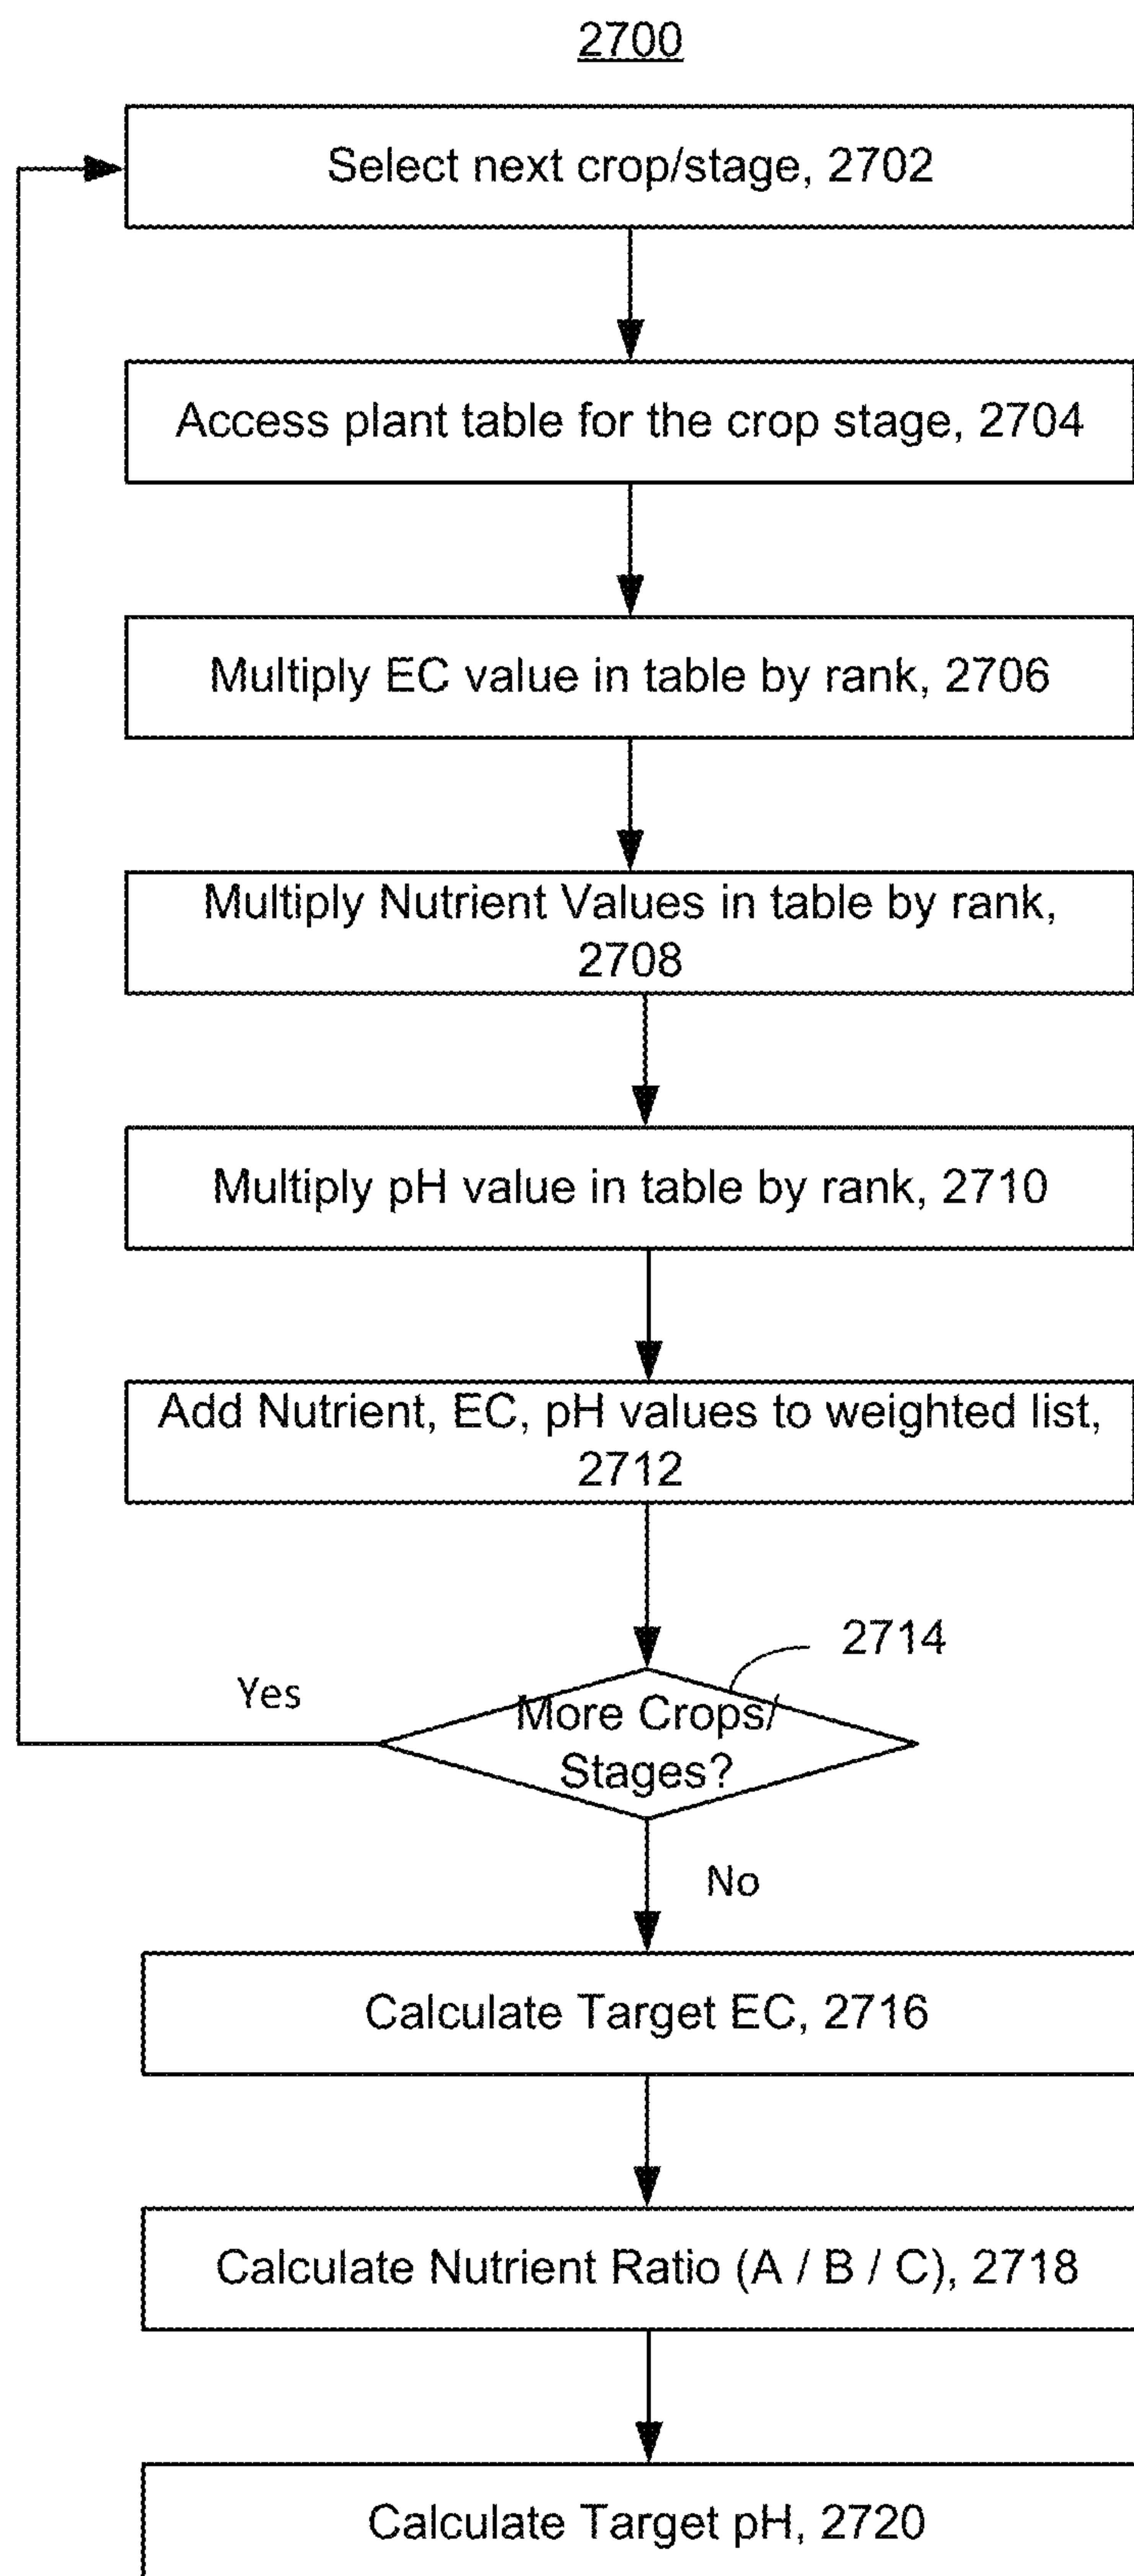 2700
Select next crop/stage, 2702
Access plant table for the crop stage, 2704
Multiply EC value in table by rank, 2706
Multiply Nutrient Values in table by rank,
2708
Multiply pH value in table by rank, 2710
Add Nutrient, EC, pH values to weighted list,
2712
2714
Yes
More Crops/
Stages?
No
Calculate Target EC, 2716
Calculate Nutrient Ratio (A / B / C), 2718
Calculate Target pH, 2720